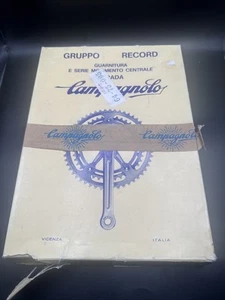 GRUPPO RECORD
GUARNITURA
E SERIE MOVIMENTO CENTRALE
STRADA
Campagnolo
Campagnolo Campagnolo
VICENZA ITALIA